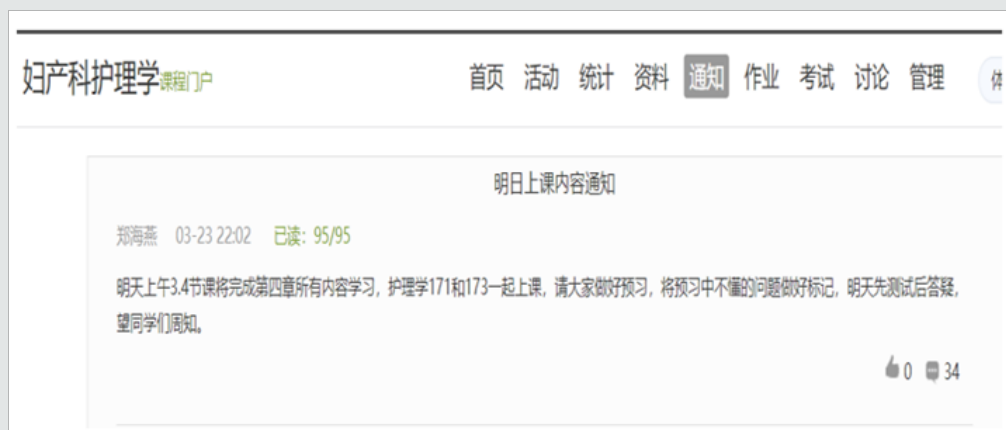 妇产科护理学课程门户
首页 活动 统计 资料 通知 作业 考试 讨论 管理 体
明日上课内容通知
郑海燕 03-23 22:02 已读：95/95
明天上午3.4节课将完成第四章所有内容学习，护理学171和173一起上课，请大家做好预习，将预习中不懂的问题做好标记，明天先测试后答疑，
望同学们周知。
0 34